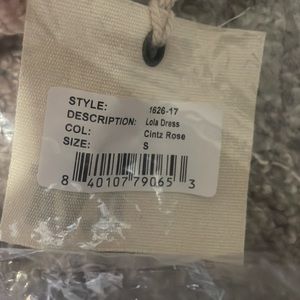 STYLE: 1626-17
DESCRIPTION: Lola Dress
COL: Cintz Rose
SIZE: S
8 40107 79065 3